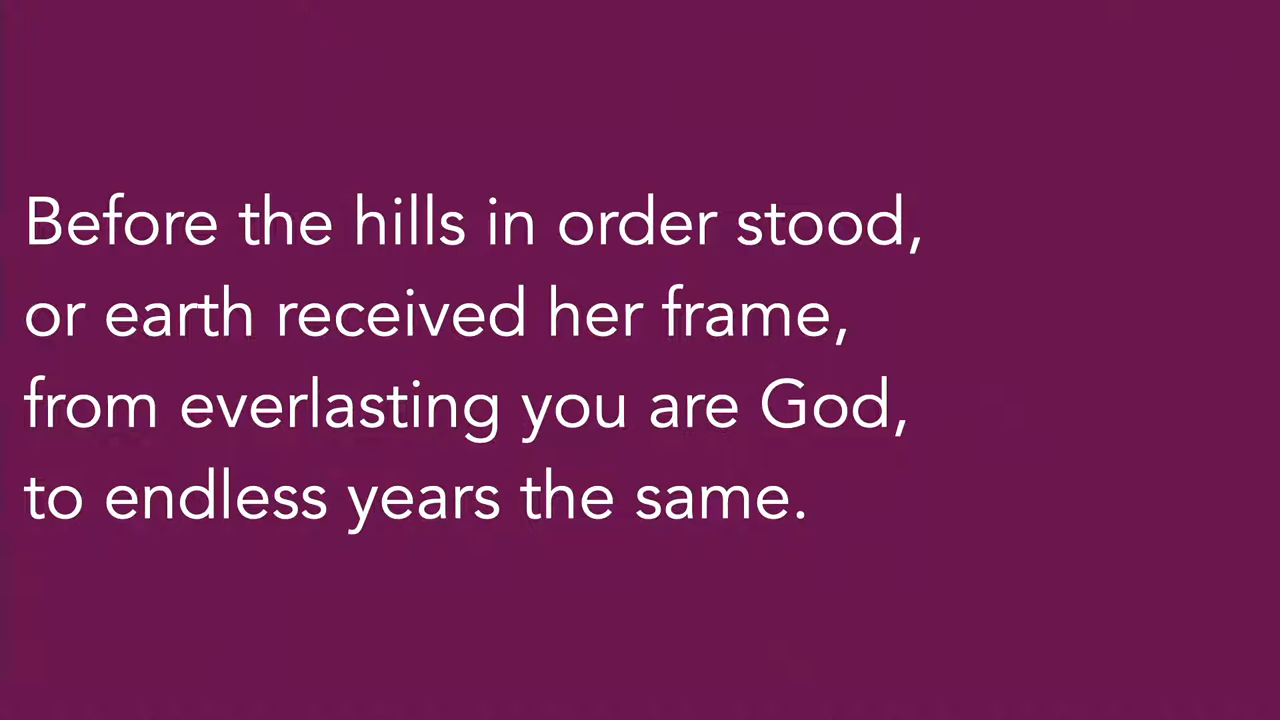 Before the hills in order stood,
or earth received her frame,
from everlasting you are God,
to endless years the same.